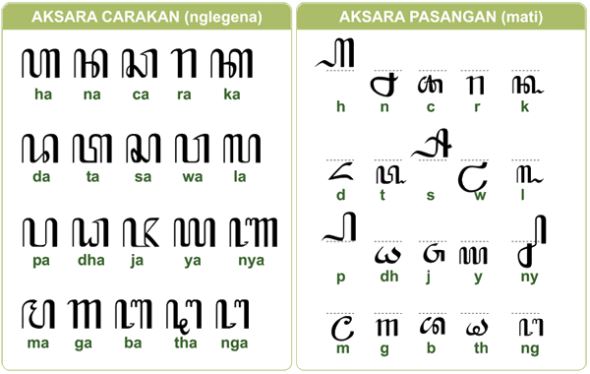 AKSARA CARAKAN (nglegena)
ꦲ ꦤ ꦕ ꦫ ꦏ
ha na ca ra ka
ꦢ ꦠ ꦱ ꦮ ꦭ
da ta sa wa la
ꦥ ꦝ ꦗ ꦪ ꦚ
pa dha ja ya nya
ꦩ ꦒ ꦧ ꦛ ꦔ
ma ga ba tha nga
AKSARA PASANGAN (mati)
꧀ꦲ ꧀ꦤ ꧀ꦕ ꧀ꦫ ꧀ꦏ
h n c r k
꧀ꦢ ꧀ꦠ ꧀ꦱ ꧀ꦮ ꧀ꦭ
d t s w l
꧀ꦥ ꧀ꦝ ꧀ꦗ ꧀ꦪ ꧀ꦚ
p dh j y ny
꧀ꦩ ꧀ꦒ ꧀ꦧ ꧀ꦛ ꧀ꦔ
m g b th ng